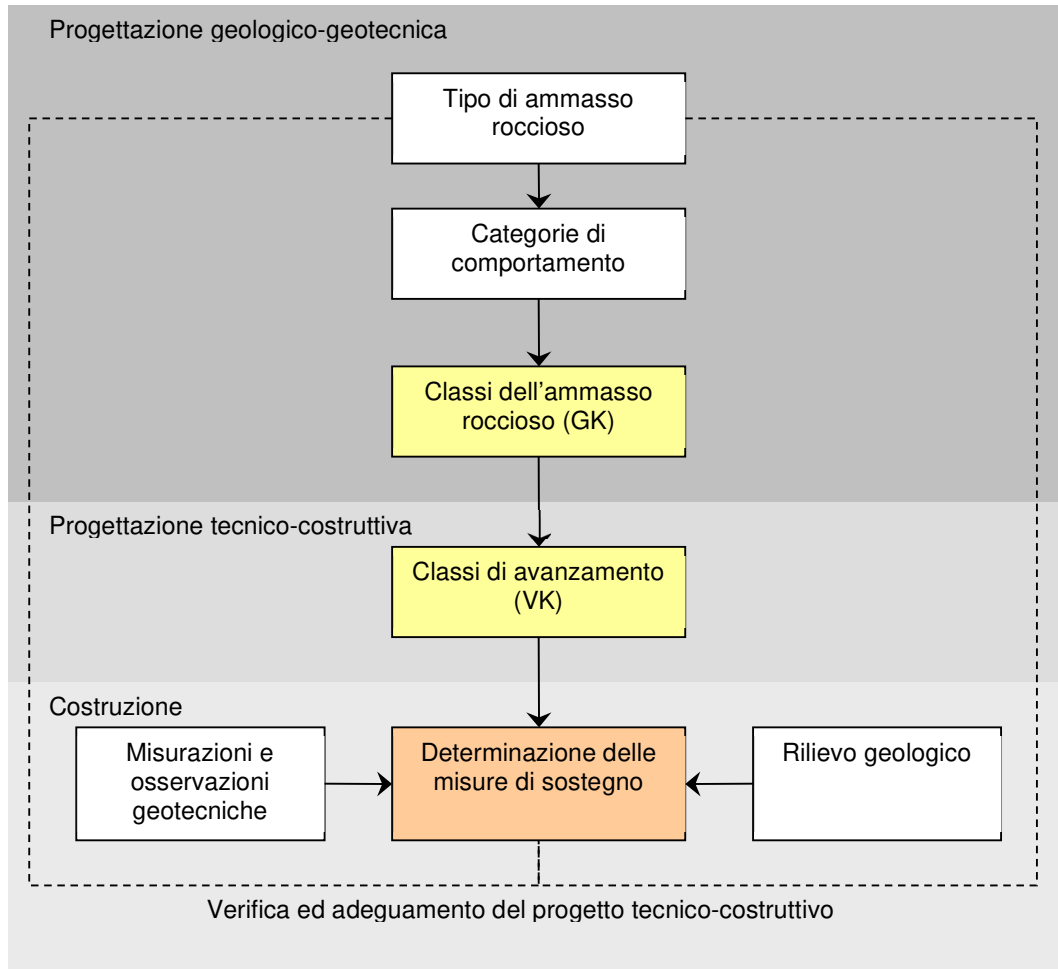 Progettazione geologico-geotecnica
Tipo di ammasso
roccioso
Categorie di
comportamento
Classi dell'ammasso
roccioso (GK)
Progettazione tecnico-costruttiva
Classi di avanzamento
(VK)
Costruzione
Misurazioni e
osservazioni
geotecniche
Determinazione delle
misure di sostegno
Rilievo geologico
Verifica ed adeguamento del progetto tecnico-costruttivo